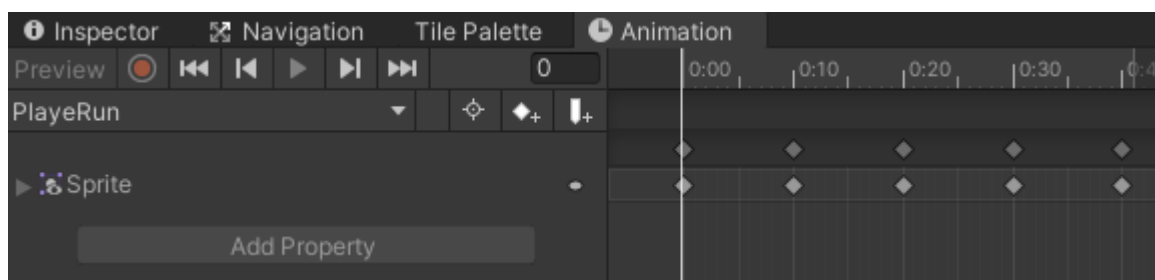 Inspector Navigation Tile Palette Animation
Preview 0 0:00 0:10 0:20 0:30
PlayeRun
Sprite
Add Property